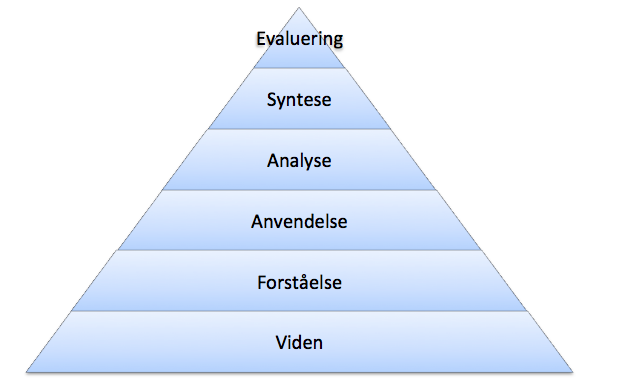 Evaluering
Syntese
Analyse
Anvendelse
Forståelse
Viden